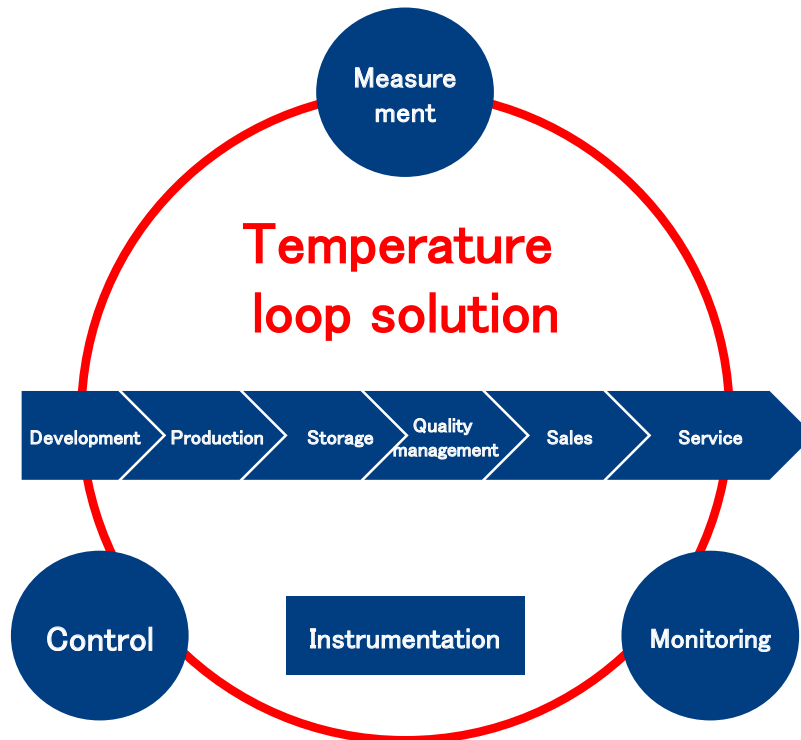 Measure
ment
Temperature
loop solution
Development
Production
Storage
Quality
management
Sales
Service
Control
Instrumentation
Monitoring